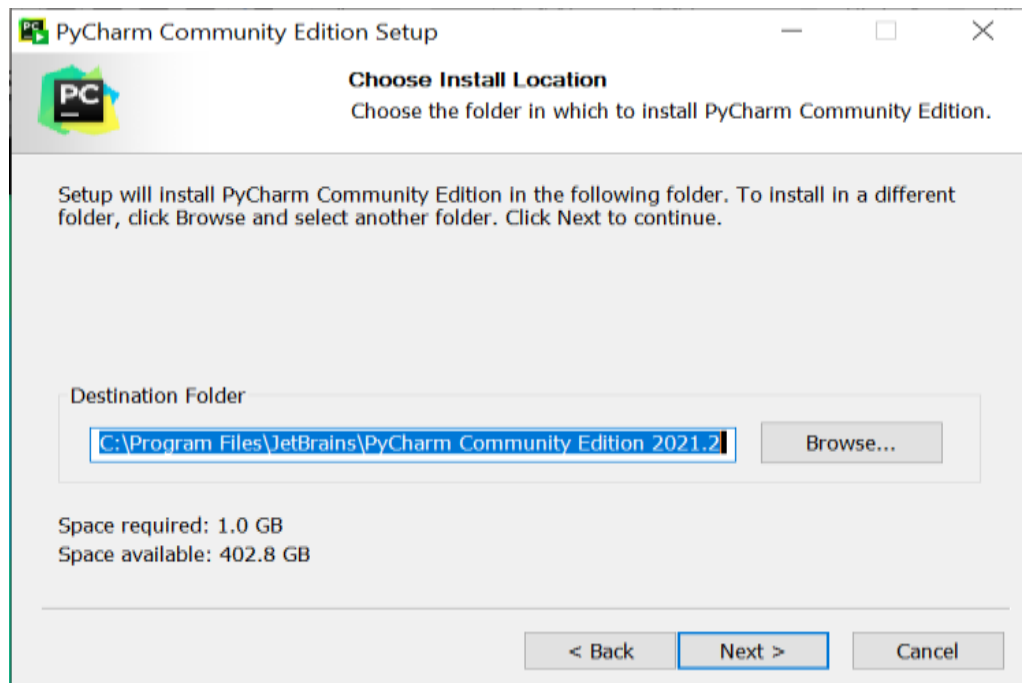 PyCharm Community Edition Setup
PC
Choose Install Location
Choose the folder in which to install PyCharm Community Edition.
Setup will install PyCharm Community Edition in the following folder. To install in a different
folder, click Browse and select another folder. Click Next to continue.
Destination Folder
C:\Program Files\JetBrains\PyCharm Community Edition 2021.2
Browse...
Space required: 1.0 GB
Space available: 402.8 GB
< Back
Next >
Cancel